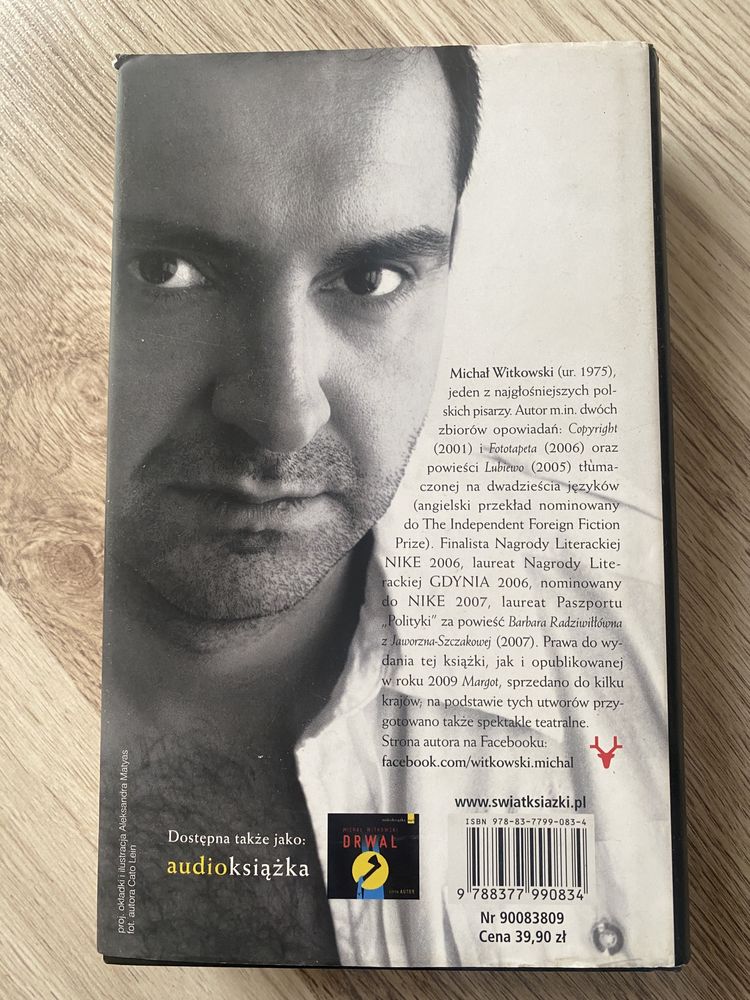 Michał Witkowski (ur. 1975),
jeden z najgłośniejszych pol-
skich pisarzy. Autor m.in. dwóch
zbiorów opowiadań: Copyright
(2001) i Fototapeta (2006) oraz
powieści Lubiewo (2005) tłuma-
czonej na dwadzieścia języków
(angielski przekład nominowany
do The Independent Foreign Fiction
Prize). Finalista Nagrody Literackiej
NIKE 2006, laureat Nagrody Lite-
rackiej GDYNIA 2006, nominowany
do NIKE 2007, laureat Paszportu
„Polityki” za powieść Barbara Radziwiłłówna
z Jaworzna-Szczakowej (2007). Prawa do wy-
dania tej książki, jak i opublikowanej
w roku 2009 Margot, sprzedano do kilku
krajów; na podstawie tych utworów przy-
gotowano także spektakle teatralne.
Strona autora na Facebooku:
facebook.com/witkowski.michal
www.swiatksiazki.pl
ISBN 978-83-7799-083-4
9 788377 990834
Nr 90083809
Cena 39,90 zł
Dostępna także jako:
audioksiążka
MICHAŁ WITKOWSKI
DRWAL
czyta AUTOR
proj. okładki i ilustracja Aleksandra Matyas
fot. autora Cato Lein